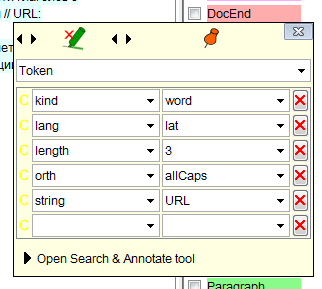 // URL:
DocEnd
Token
C kind word
C lang lat
C length 3
C orth allCaps
C string URL
C
Open Search & Annotate tool
Paragraph